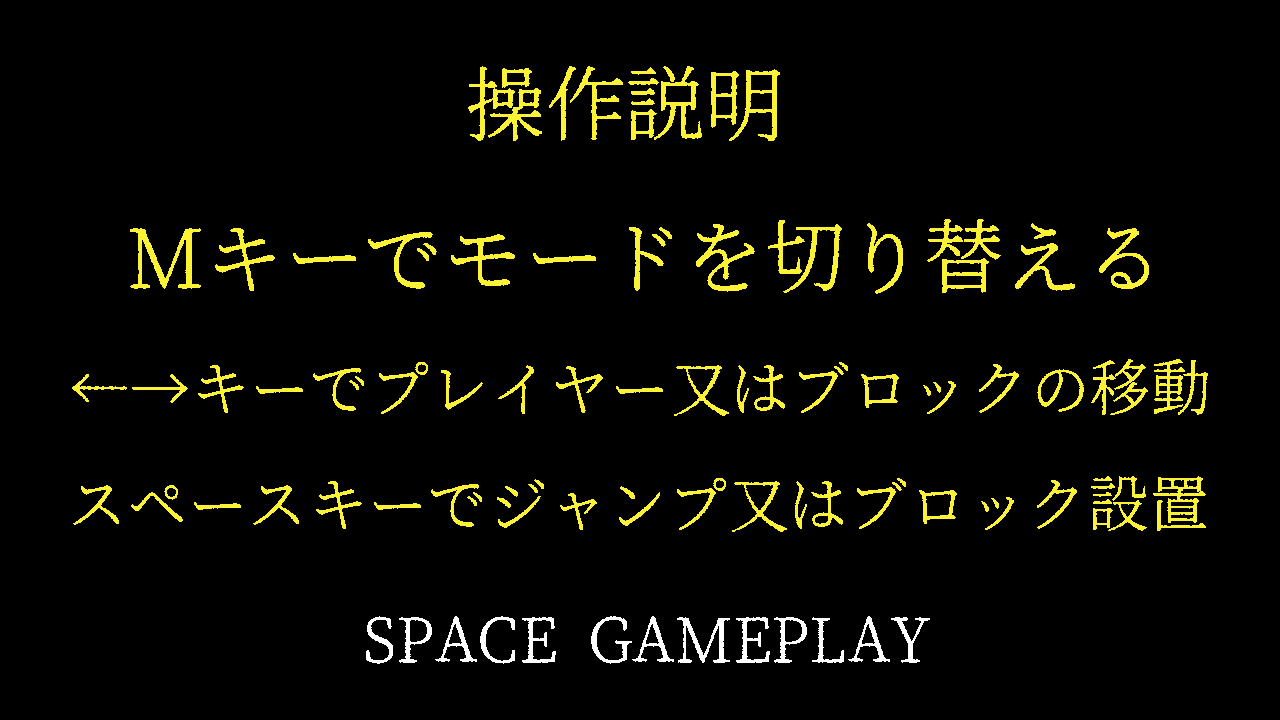 操作説明
Mキーでモードを切り替える
←→キーでプレイヤー又はブロックの移動
スペースキーでジャンプ又はブロック設置
SPACE GAMEPLAY